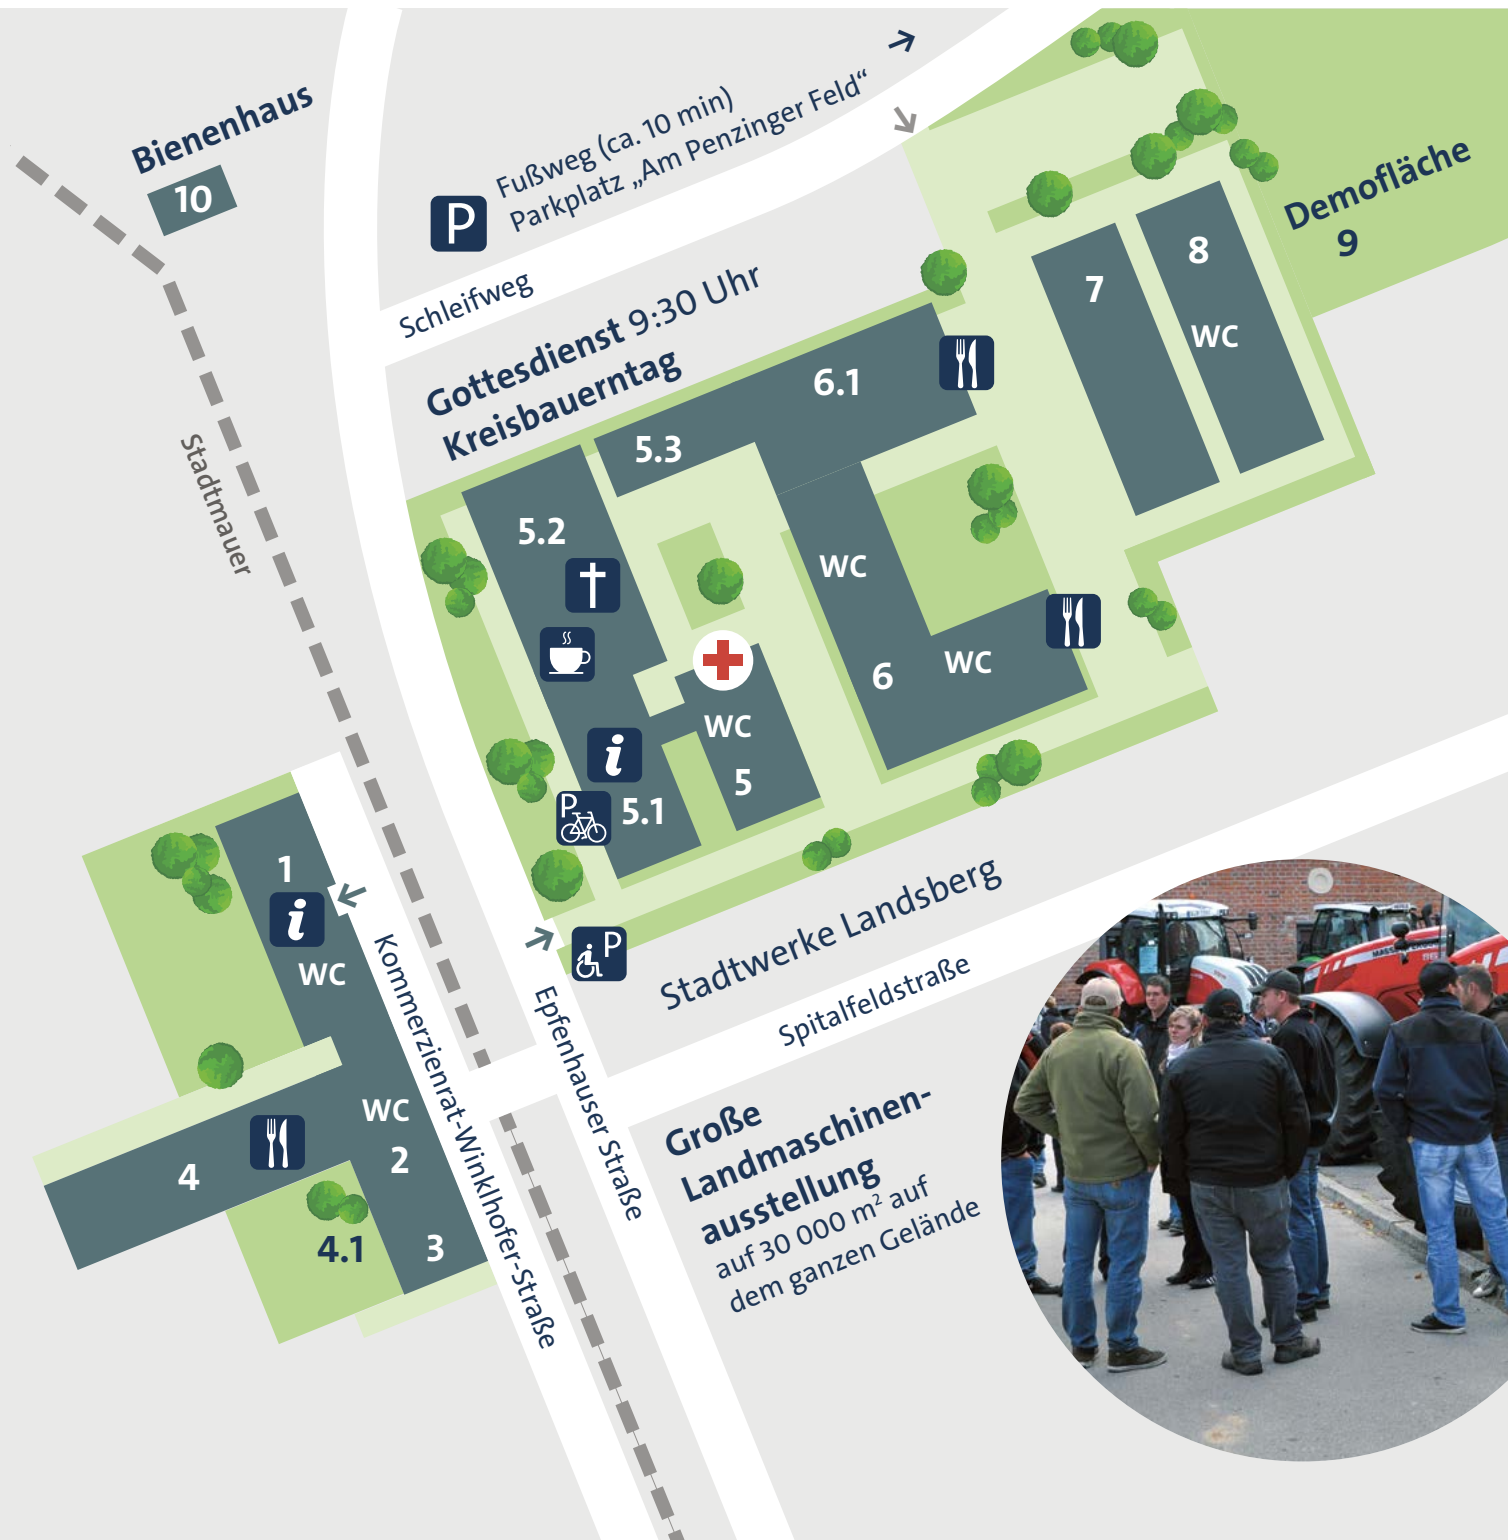 Bienenhaus
10
P
Fußweg (ca. 10 min)
Parkplatz „Am Penzinger Feld“
Schleifweg
Demofläche
9
8
WC
7
Gottesdienst 9:30 Uhr
Kreisbauerntag
6.1
5.3
5.2
WC
6
WC
WC
5
i
P
5.1
Stadtmauer
1
i
WC
WC
2
4
4.1
3
P
Kommerzienrat-Winklhofer-Straße
Epfenhauser Straße
Stadtwerke Landsberg
Spitalfeldstraße
Große
Landmaschinen-
ausstellung
auf 30 000 m² auf
dem ganzen Gelände